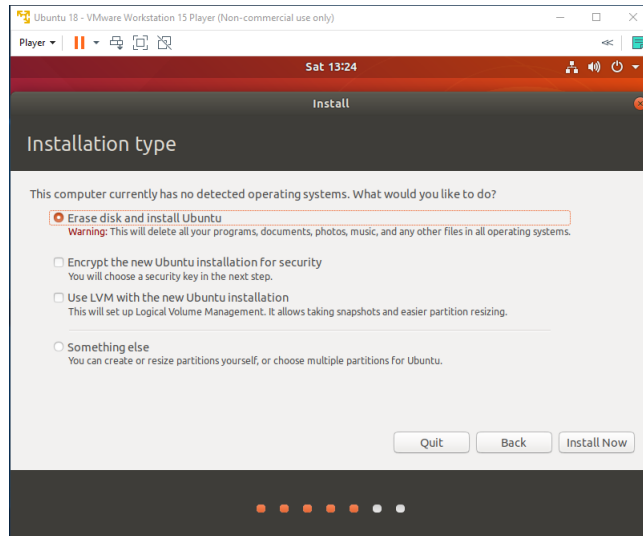 Ubuntu 18 - VMware Workstation 15 Player (Non-commercial use only)
Player
Sat 13:24
Install
Installation type
This computer currently has no detected operating systems. What would you like to do?
Erase disk and install Ubuntu
Warning: This will delete all your programs, documents, photos, music, and any other files in all operating systems.
Encrypt the new Ubuntu installation for security
You will choose a security key in the next step.
Use LVM with the new Ubuntu installation
This will set up Logical Volume Management. It allows taking snapshots and easier partition resizing.
Something else
You can create or resize partitions yourself, or choose multiple partitions for Ubuntu.
Quit Back Install Now